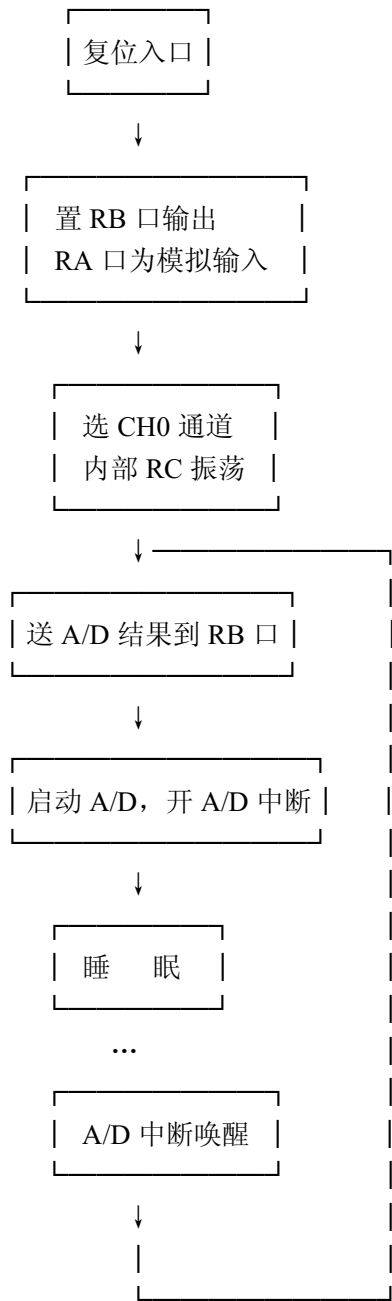 复位入口
置 RB 口输出
RA 口为模拟输入
选 CH0 通道
内部 RC 振荡
送 A/D 结果到 RB 口
启动 A/D，开 A/D 中断
睡 眠
…
A/D 中断唤醒